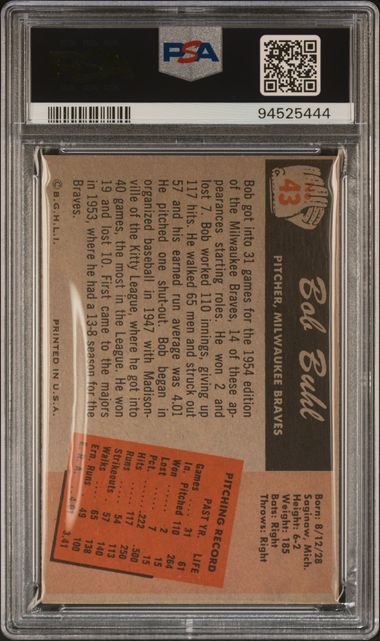 PSA
94525444
NO.
43
Bob Buhl
PITCHER, MILWAUKEE BRAVES
Born: 8/12/28
Saginaw, Mich.
Height: 6-2
Weight: 185
Bats: Right
Throws: Right
Bob got into 31 games for the 1954 edition
of the Milwaukee Braves, 14 of these ap-
pearances starting roles. He won 2 and
lost 7. Bob worked 110 innings, giving up
117 hits. He walked 65 men and struck out
57 and his earned run average was 4.01
He pitched one shut-out. Bob began in
organized baseball in 1947 with Madison-
ville of the Kitty League, where he got into
40 games, the most in the League. He won
19 and lost 10. First came to the majors
in 1953, where he had a 13-8 season for the
Braves.
©B.G.H.L.I.
PRINTED IN U.S.A.
PITCHING RECORD
PAST YR. LIFE
Games 31 61
In. Pitched 110 264
Won 2 15
Lost 7 15
Pct. .222 .500
Hits 117 250
Strikeouts
Walks 65
Ern. Runs 49 100
E. R. A. 4.01 3.41